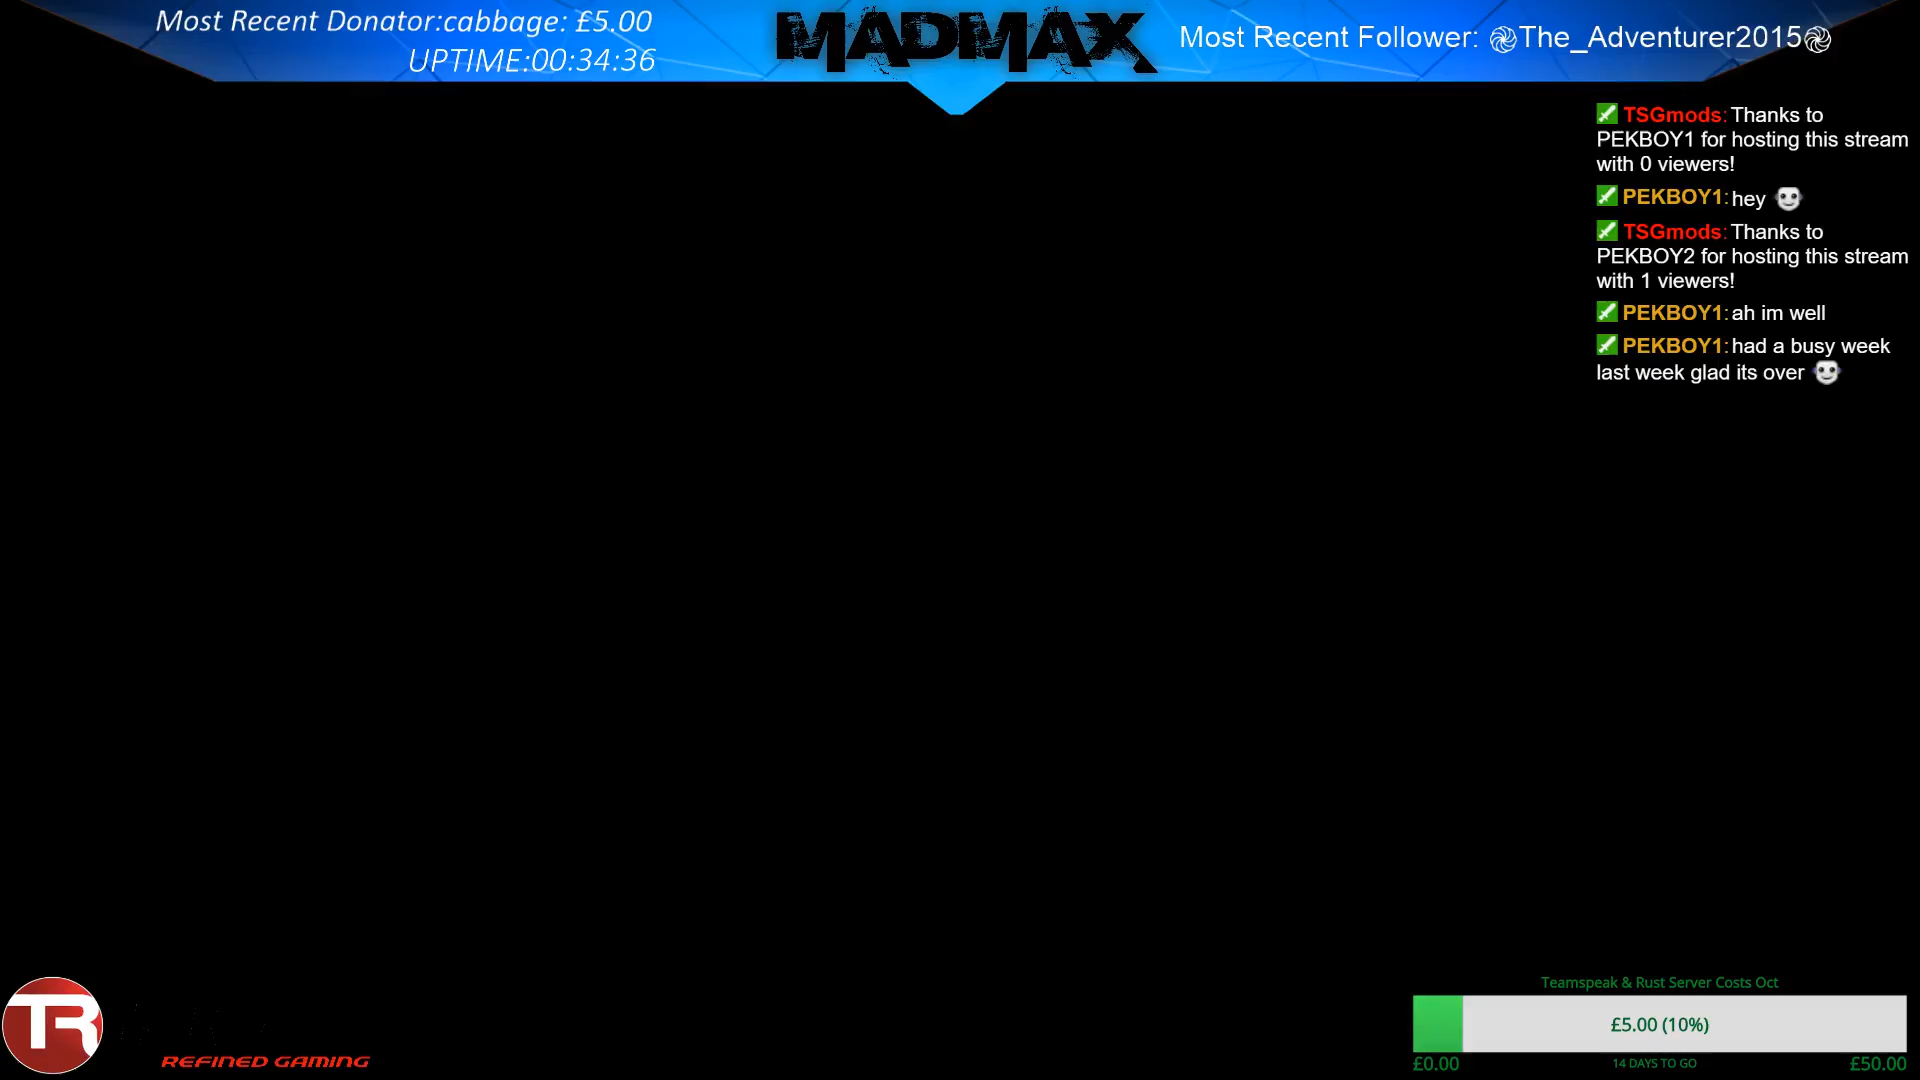 Most Recent Donator:cabbage: £5.00
UPTIME:00:34:36
MADMAX
Most Recent Follower: ֍The_Adventurer2015֍
TSGmods: Thanks to
PEKBOY1 for hosting this stream
with 0 viewers!
PEKBOY1: hey
TSGmods: Thanks to
PEKBOY2 for hosting this stream
with 1 viewers!
PEKBOY1: ah im well
PEKBOY1: had a busy week
last week glad its over
TR
REFINED GAMING
Teamspeak & Rust Server Costs Oct
£5.00 (10%)
£0.00 14 DAYS TO GO £50.00